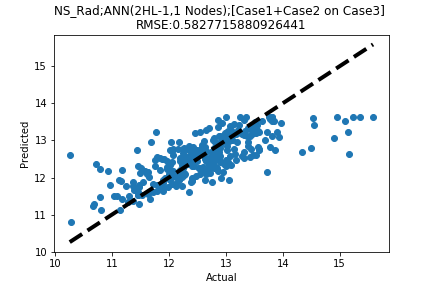 NS_Rad;ANN(2HL-1,1 Nodes);[Case1+Case2 on Case3]
RMSE:0.5827715880926441
15
14
13
12
11
10
Predicted
10 11 12 13 14 15
Actual